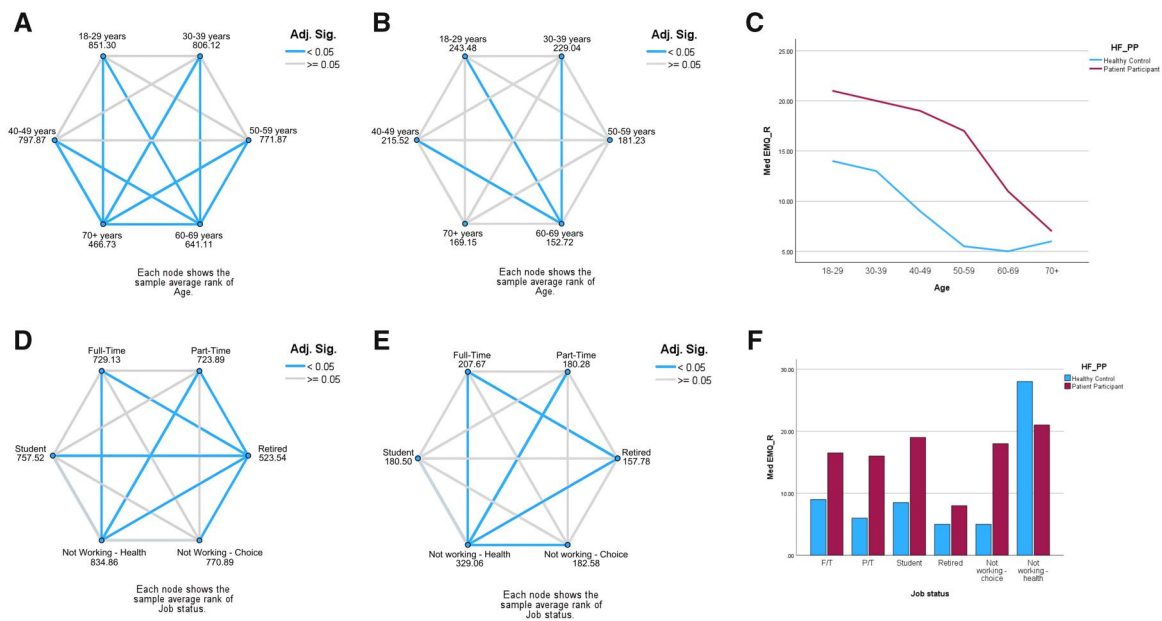 A
18-29 years
851.30
30-39 years
806.12
40-49 years
797.87
50-59 years
771.87
70+ years
466.73
60-69 years
641.11
Adj. Sig.
< 0.05
>= 0.05
Each node shows the
sample average rank of
Age.
B
18-29 years
243.48
30-39 years
229.04
40-49 years
215.52
50-59 years
181.23
70+ years
169.15
60-69 years
152.72
Adj. Sig.
< 0.05
>= 0.05
Each node shows the
sample average rank of
Age.
C
HF_PP
Healthy Control
Patient Participant
Med EMQ_R
25.00
20.00
15.00
10.00
5.00
18-29 30-39 40-49 50-59 60-69 70+
Age
D
Full-Time
729.13
Part-Time
723.89
Student
757.52
Retired
523.54
Not Working - Health
834.86
Not Working - Choice
770.89
Adj. Sig.
< 0.05
>= 0.05
Each node shows the
sample average rank of
Job status.
E
Full-Time
207.67
Part-Time
180.28
Student
180.50
Retired
157.78
Not working - Health
329.06
Not working - Choice
182.58
Adj. Sig.
< 0.05
>= 0.05
Each node shows the
sample average rank of
Job status.
F
HF_PP
Healthy Control
Patient Participant
Med EMQ_R
30.00
20.00
10.00
.00
F/T P/T Student Retired Not working - choice Not working - health
Job status